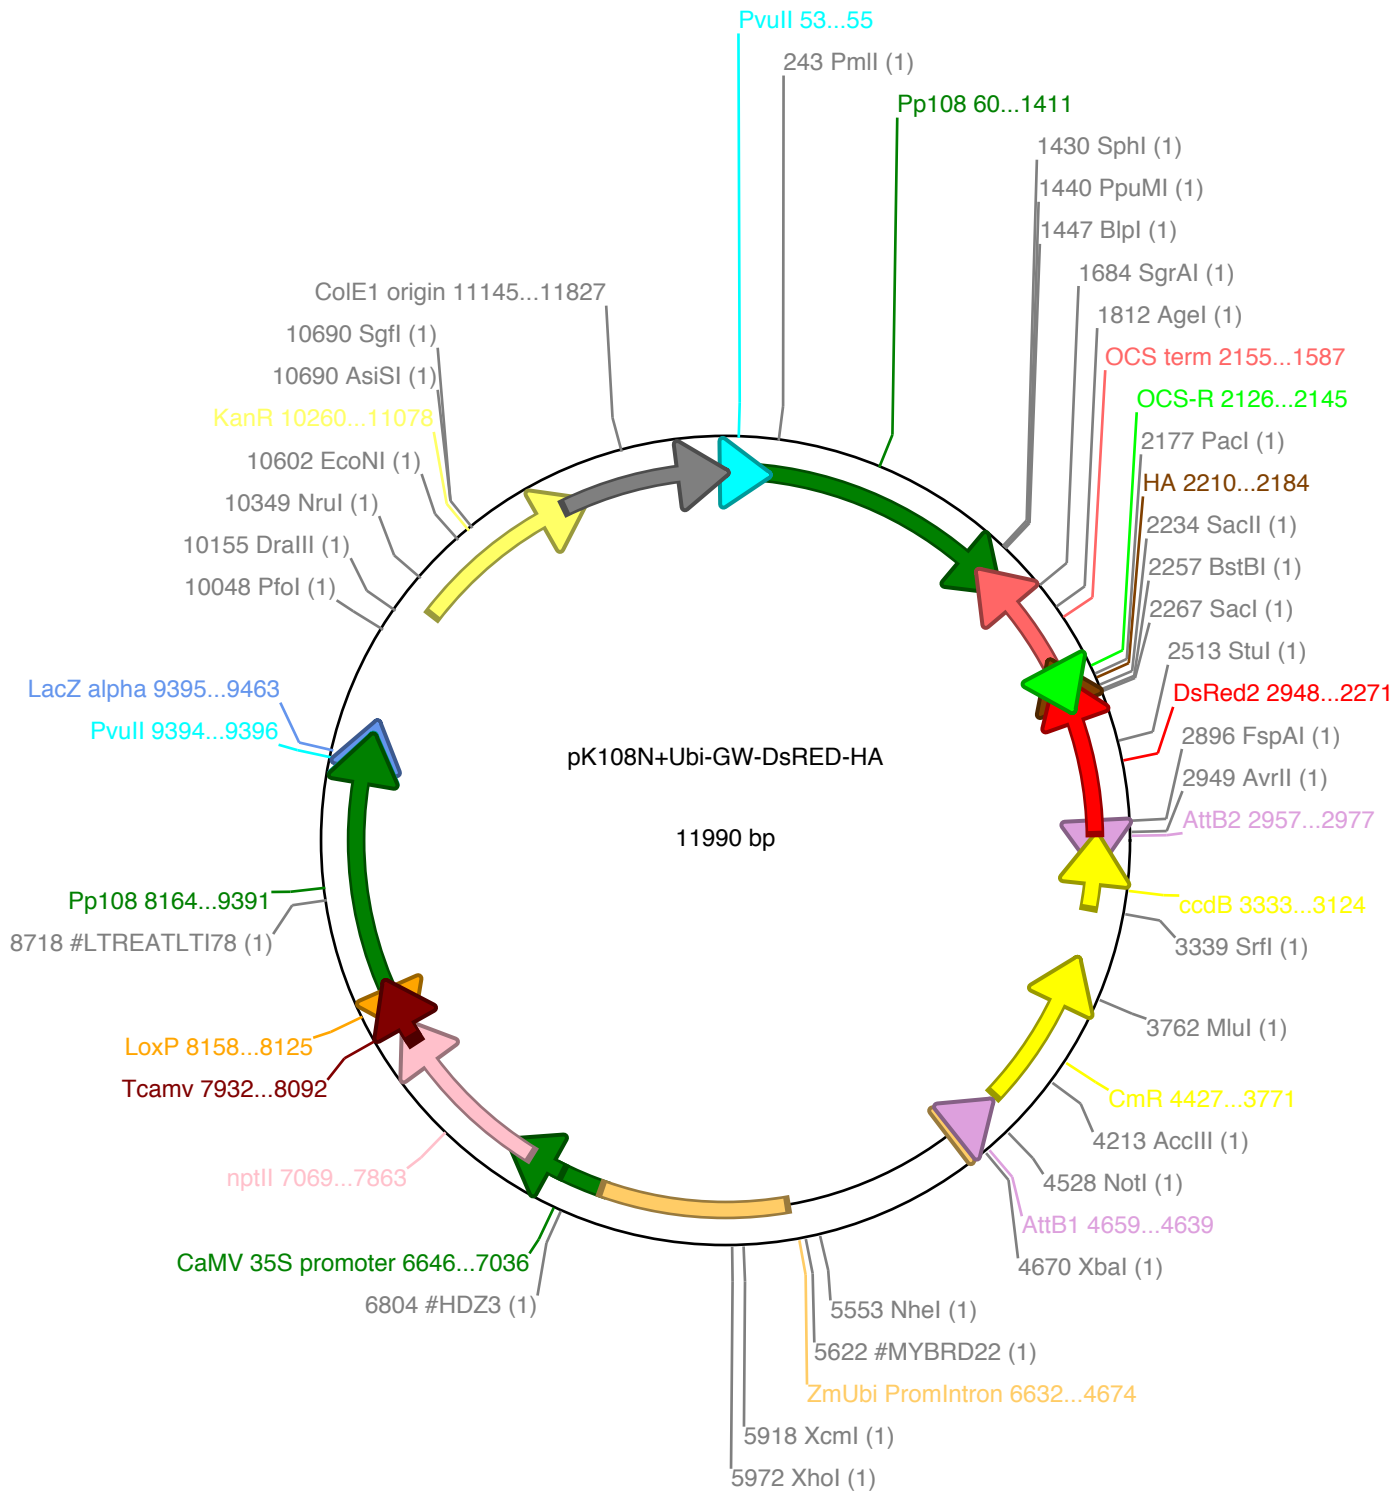 PvuII 53...55
243 PmlI (1)
Pp108 60...1411
1430 SphI (1)
1440 PpuMI (1)
1447 BlpI (1)
1684 SgrAI (1)
ColE1 origin 11145...11827
1812 AgeI (1)
10690 SgfI (1)
OCS term 2155...1587
10690 AsiSI (1)
OCS-R 2126...2145
KanR 10260...11078
2177 PacI (1)
10602 EcoNI (1)
HA 2210...2184
10349 NruI (1)
2234 SacII (1)
10155 DraIII (1)
2257 BstBI (1)
10048 PfoI (1)
2267 SacI (1)
2513 StuI (1)
LacZ alpha 9395...9463
DsRed2 2948...2271
PvuII 9394...9396
2896 FspAI (1)
pK108N+Ubi-GW-DsRED-HA
2949 AvrII (1)
AttB2 2957...2977
11990 bp
Pp108 8164...9391
ccdB 3333...3124
8718 #LTREATLTI78 (1)
3339 SrfI (1)
3762 MluI (1)
LoxP 8158...8125
Tcamv 7932...8092
CmR 4427...3771
4213 AccIII (1)
nptII 7069...7863
4528 NotI (1)
AttB1 4659...4639
CaMV 35S promoter 6646...7036
4670 XbaI (1)
6804 #HDZ3 (1)
5553 NheI (1)
5622 #MYBRD22 (1)
ZmUbi PromIntron 6632...4674
5918 XcmI (1)
5972 XhoI (1)